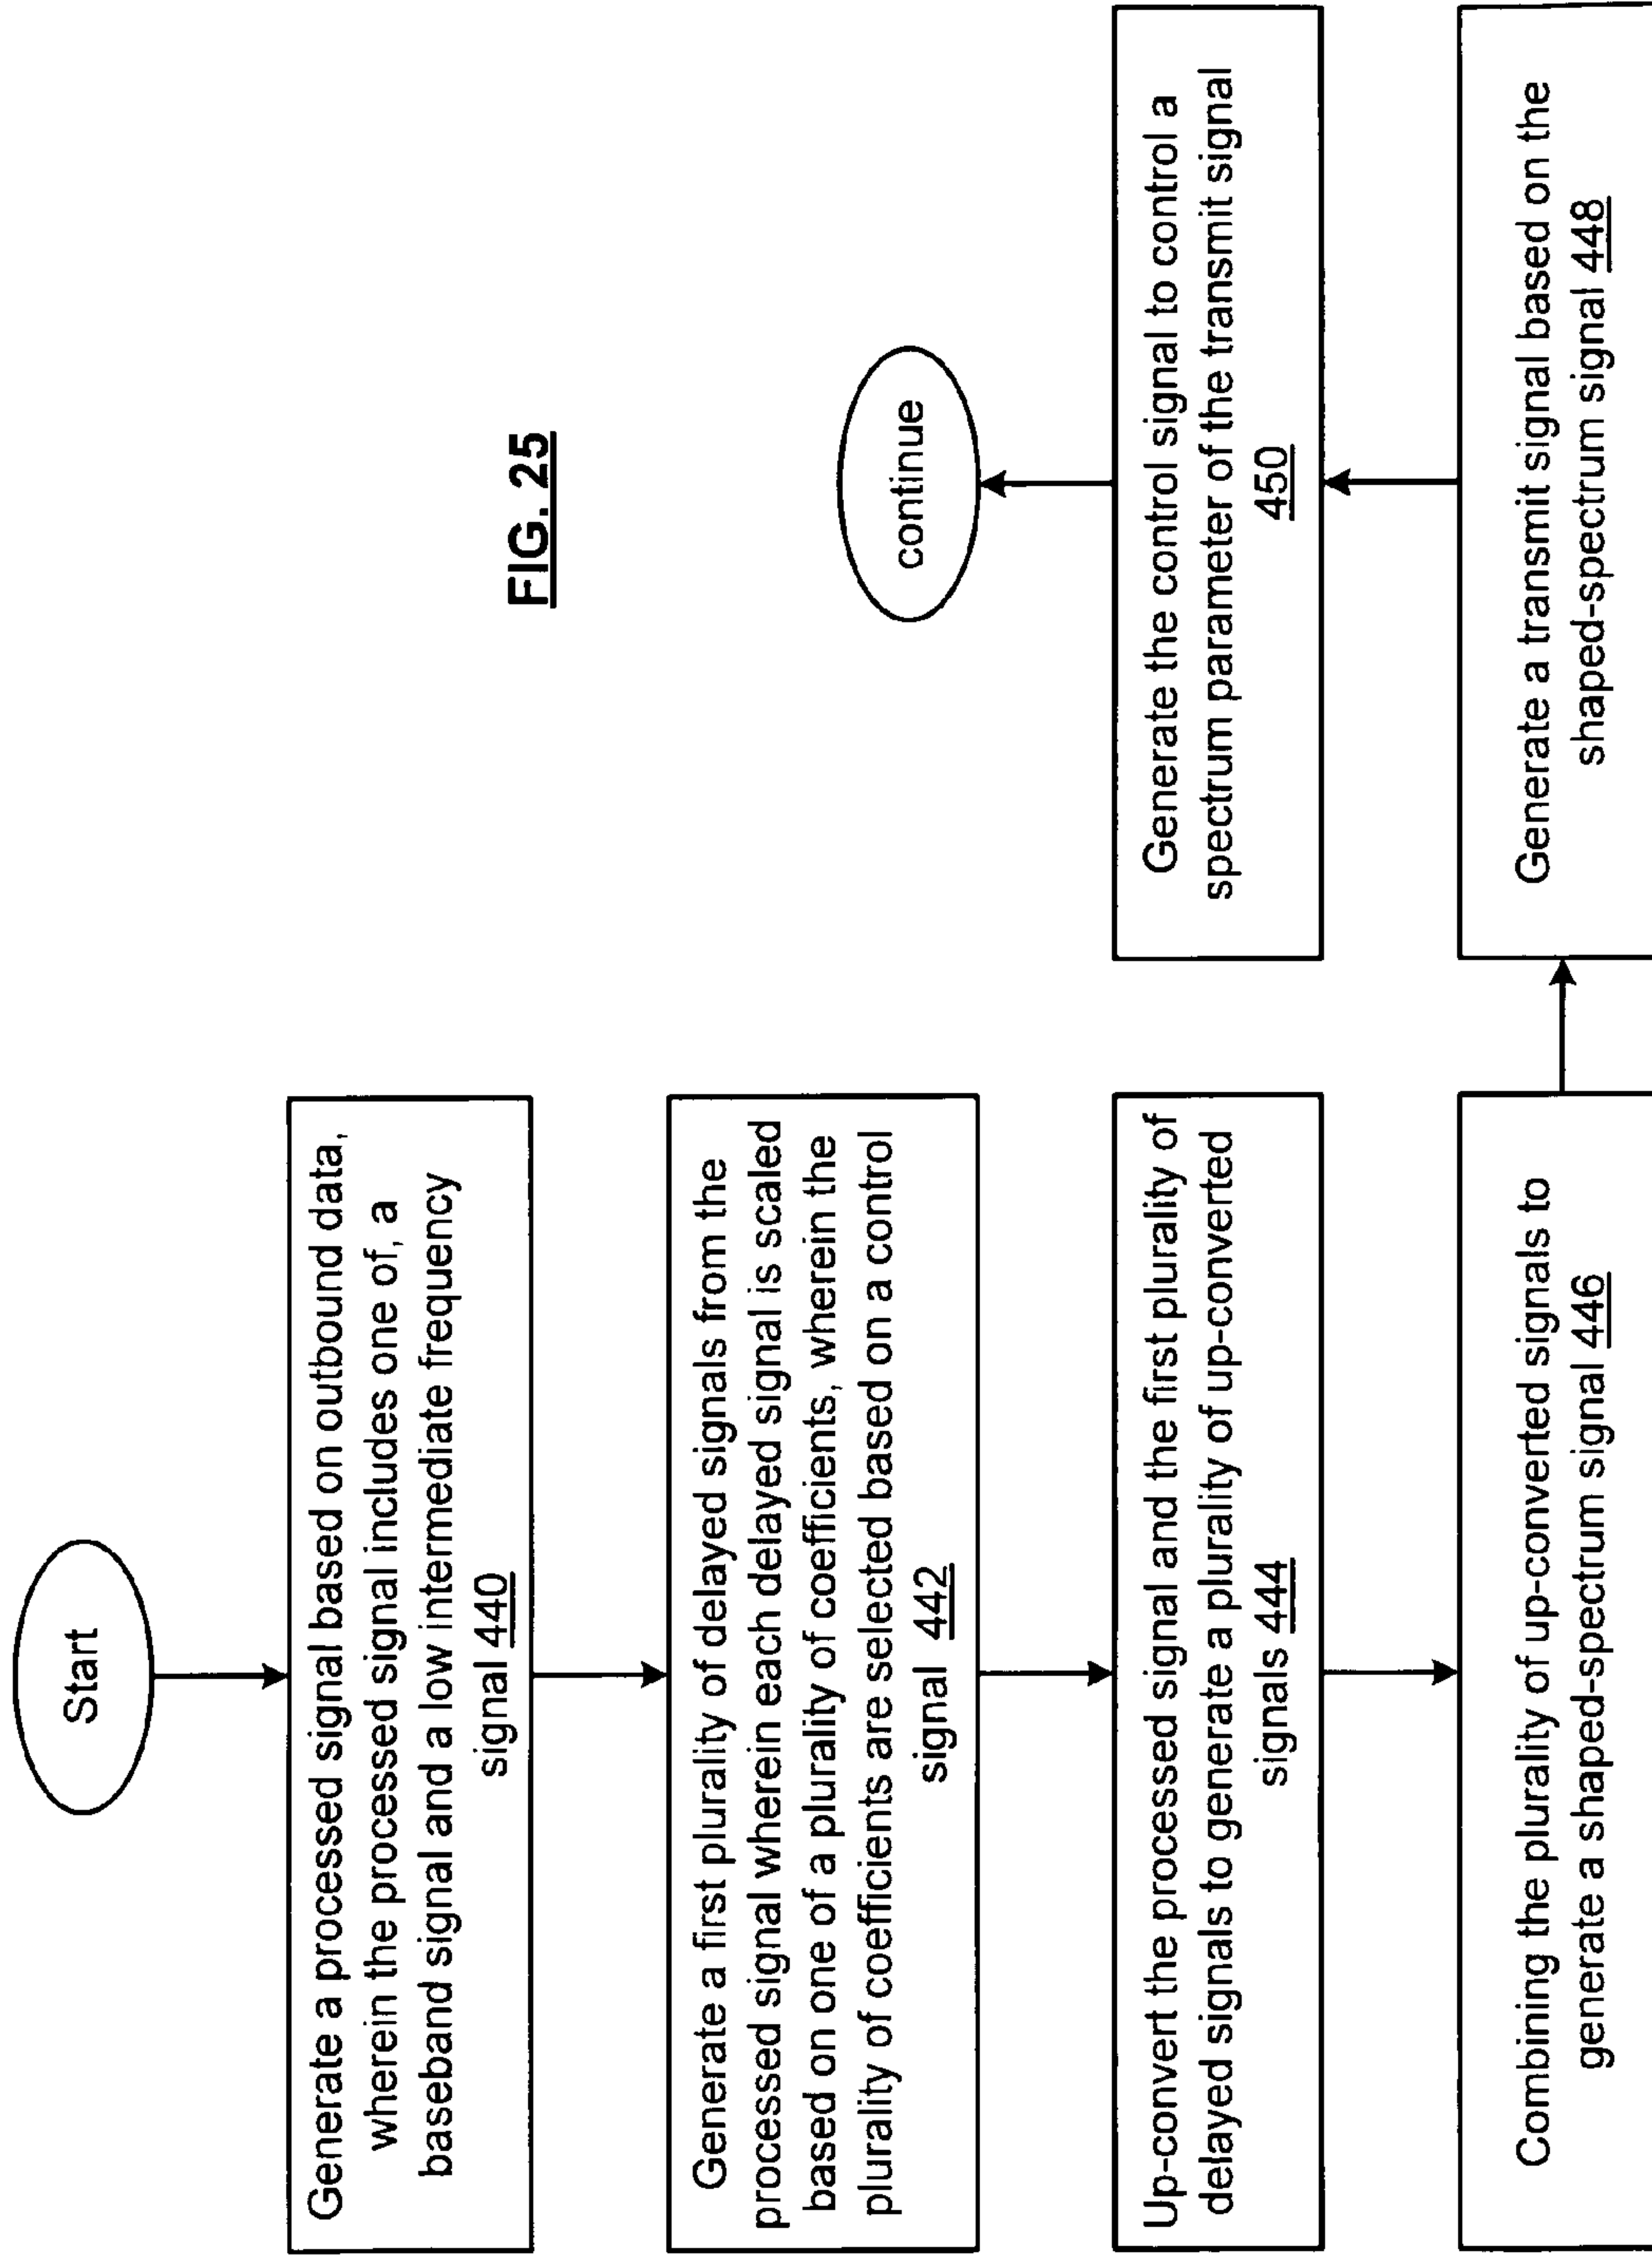 Start
Generate a processed signal based on outbound data,
wherein the processed signal includes one of, a
baseband signal and a low intermediate frequency
signal 440
Generate a first plurality of delayed signals from the
processed signal wherein each delayed signal is scaled
based on one of a plurality of coefficients, wherein the
plurality of coefficients are selected based on a control
signal 442
Up-convert the processed signal and the first plurality of
delayed signals to generate a plurality of up-converted
signals 444
Combining the plurality of up-converted signals to
generate a shaped-spectrum signal 446
Generate a transmit signal based on the
shaped-spectrum signal 448
Generate the control signal to control a
spectrum parameter of the transmit signal
450
continue
FIG. 25